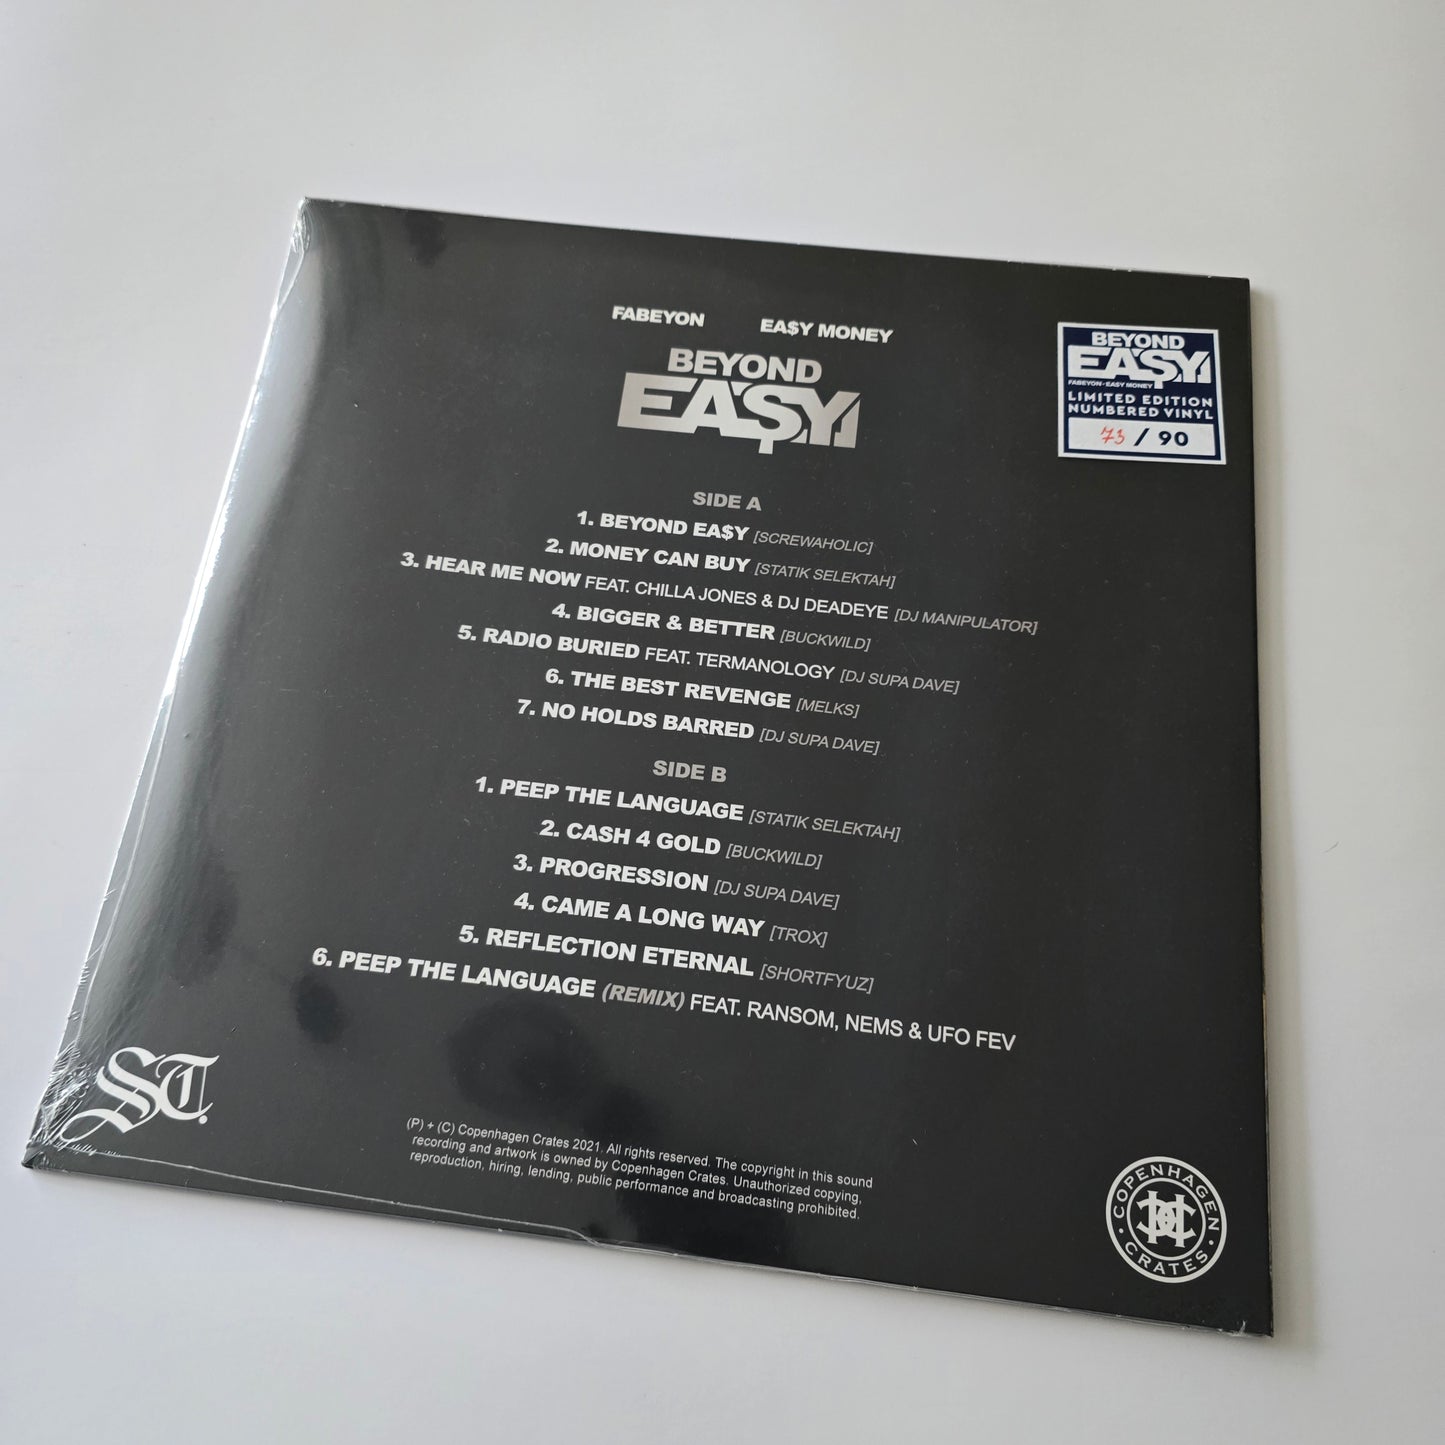 FABEYON EA$Y MONEY
BEYOND
EA$Y
BEYOND
EA$Y
FABEYON - EASY MONEY
LIMITED EDITION
NUMBERED VINYL
73 / 90
SIDE A
1. BEYOND EA$Y [SCREWAHOLIC]
2. MONEY CAN BUY [STATIK SELEKTAH]
3. HEAR ME NOW FEAT. CHILLA JONES & DJ DEADEYE [DJ MANIPULATOR]
4. BIGGER & BETTER [BUCKWILD]
5. RADIO BURIED FEAT. TERMANOLOGY [DJ SUPA DAVE]
6. THE BEST REVENGE [MELKS]
7. NO HOLDS BARRED [DJ SUPA DAVE]
SIDE B
1. PEEP THE LANGUAGE [STATIK SELEKTAH]
2. CASH 4 GOLD [BUCKWILD]
3. PROGRESSION [DJ SUPA DAVE]
4. CAME A LONG WAY [TROX]
5. REFLECTION ETERNAL [SHORTFYUZ]
6. PEEP THE LANGUAGE (REMIX) FEAT. RANSOM, NEMS & UFO FEV
ST.
(P) + (C) Copenhagen Crates 2021. All rights reserved. The copyright in this sound
recording and artwork is owned by Copenhagen Crates. Unauthorized copying,
reproduction, hiring, lending, public performance and broadcasting prohibited.
COPENHAGEN
CRATES